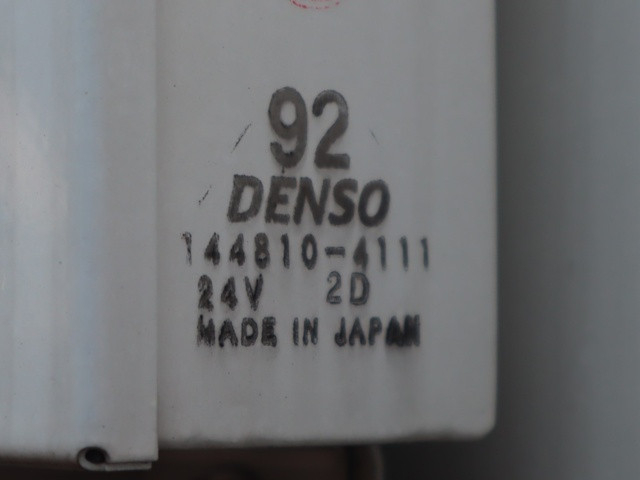 92
DENSO
144810-4111
24V 2D
MADE IN JAPAN